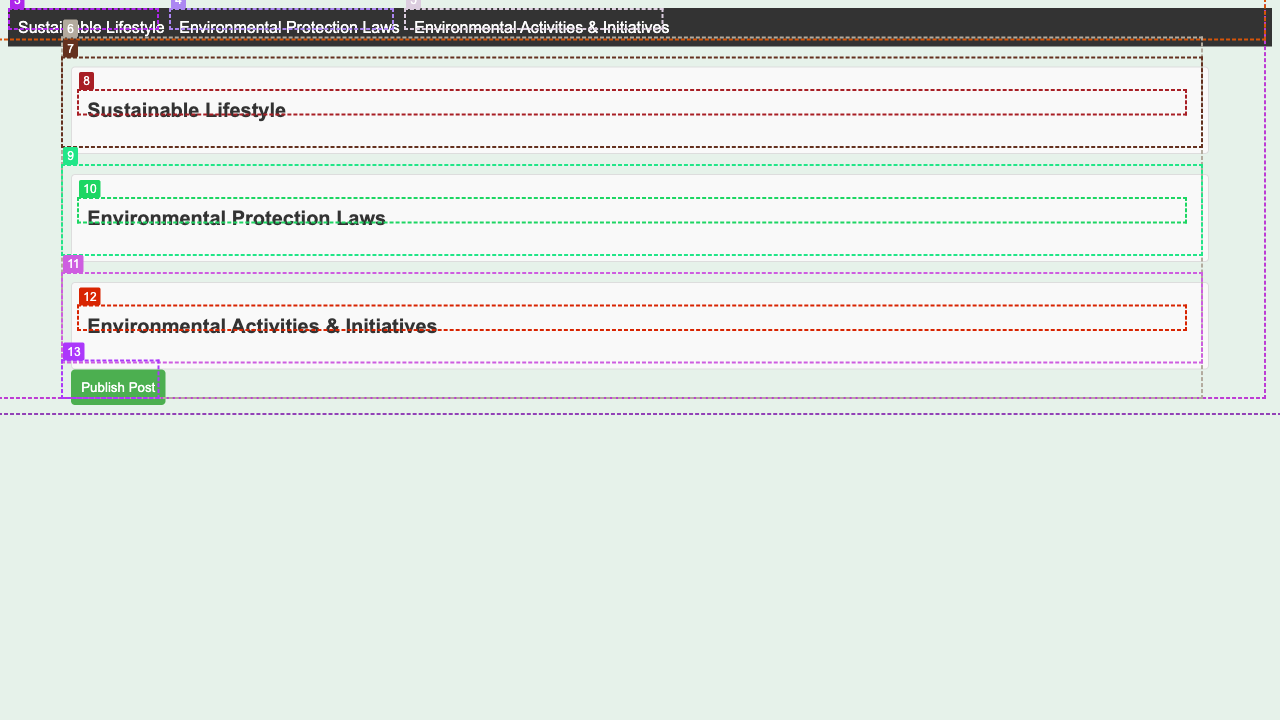 3
4
5
Sustainable Lifestyle Environmental Protection Laws Environmental Activities & Initiatives
6
7
8
Sustainable Lifestyle
9
10
Environmental Protection Laws
11
12
Environmental Activities & Initiatives
13
Publish Post